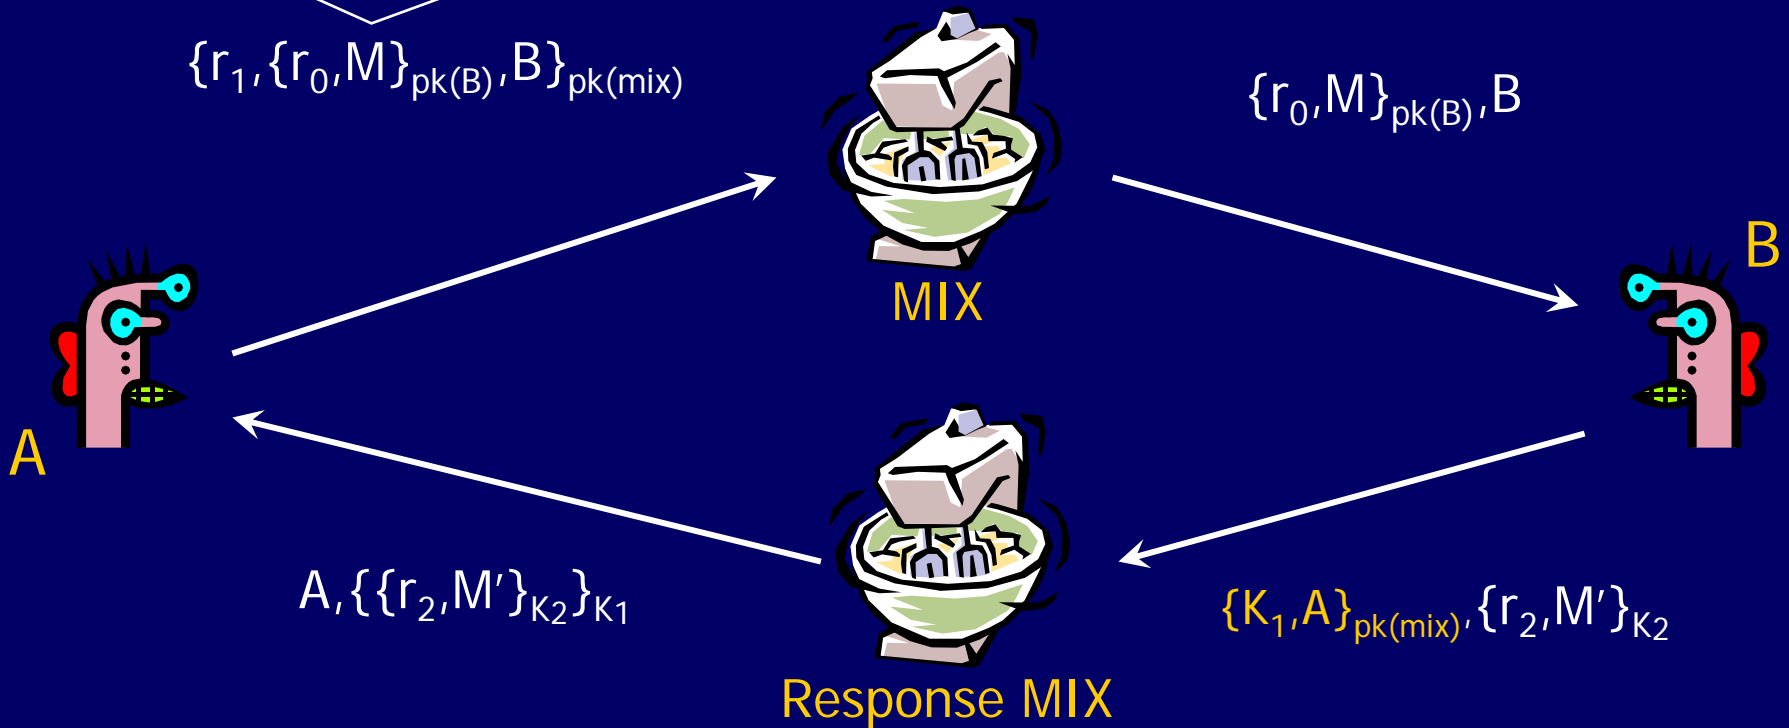 {r₁,{r₀,M}pk(B),B}pk(mix)
{r₀,M}pk(B),B
B
MIX
A
A,{{r₂,M′}K₂}K₁
{K₁,A}pk(mix),{r₂,M′}K₂
Response MIX